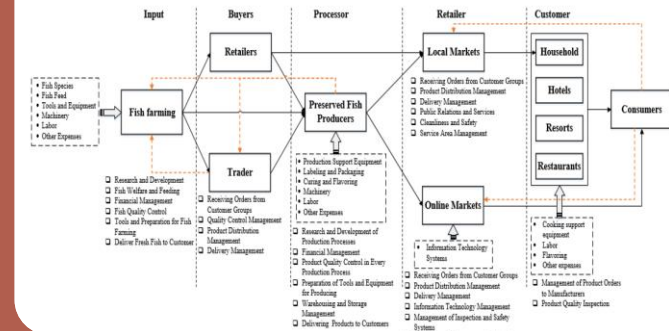 Input
Buyers
Processor
Retailer
Customer
Retailers
Local Markets
Household
Hotels
Resorts
Restaurants
Consumers
• Fish Species
• Fish Feed
• Tools and Equipment
• Machinery
• Labor
• Other Expenses
Fish farming
Preserved Fish
Producers
Trader
Online Markets
❑ Receiving Orders from Customer Groups
❑ Product Distribution Management
❑ Delivery Management
❑ Public Relations and Services
❑ Cleanliness and Safety
❑ Service Area Management
❑ Research and Development
❑ Fish Welfare and Feeding
❑ Financial Management
❑ Fish Quality Control
❑ Tools and Preparation for Fish
Farming
❑ Deliver Fresh Fish to Customer
❑ Receiving Orders from
Customer Groups
❑ Quality Control Management
❑ Product Distribution
Management
❑ Delivery Management
• Production Support Equipment
• Labeling and Packaging
• Curing and Flavoring
• Machinery
• Labor
• Other Expenses
❑ Research and Development of
Production Processes
❑ Financial Management
❑ Product Quality Control in Every
Production Process
❑ Preparation of Tools and Equipment
for Producing
❑ Warehousing and Storage
Management
❑ Delivering Products to Customers
• Information Technology
Systems
❑ Receiving Orders from Customer Groups
❑ Product Distribution Management
❑ Delivery Management
❑ Information Technology Management
❑ Management of Inspection and Safety
Systems
• Cooking support
equipment
• Labor
• Flavoring
• Other expenses
❑ Management of Product Orders
to Manufacturers
❑ Product Quality Inspection